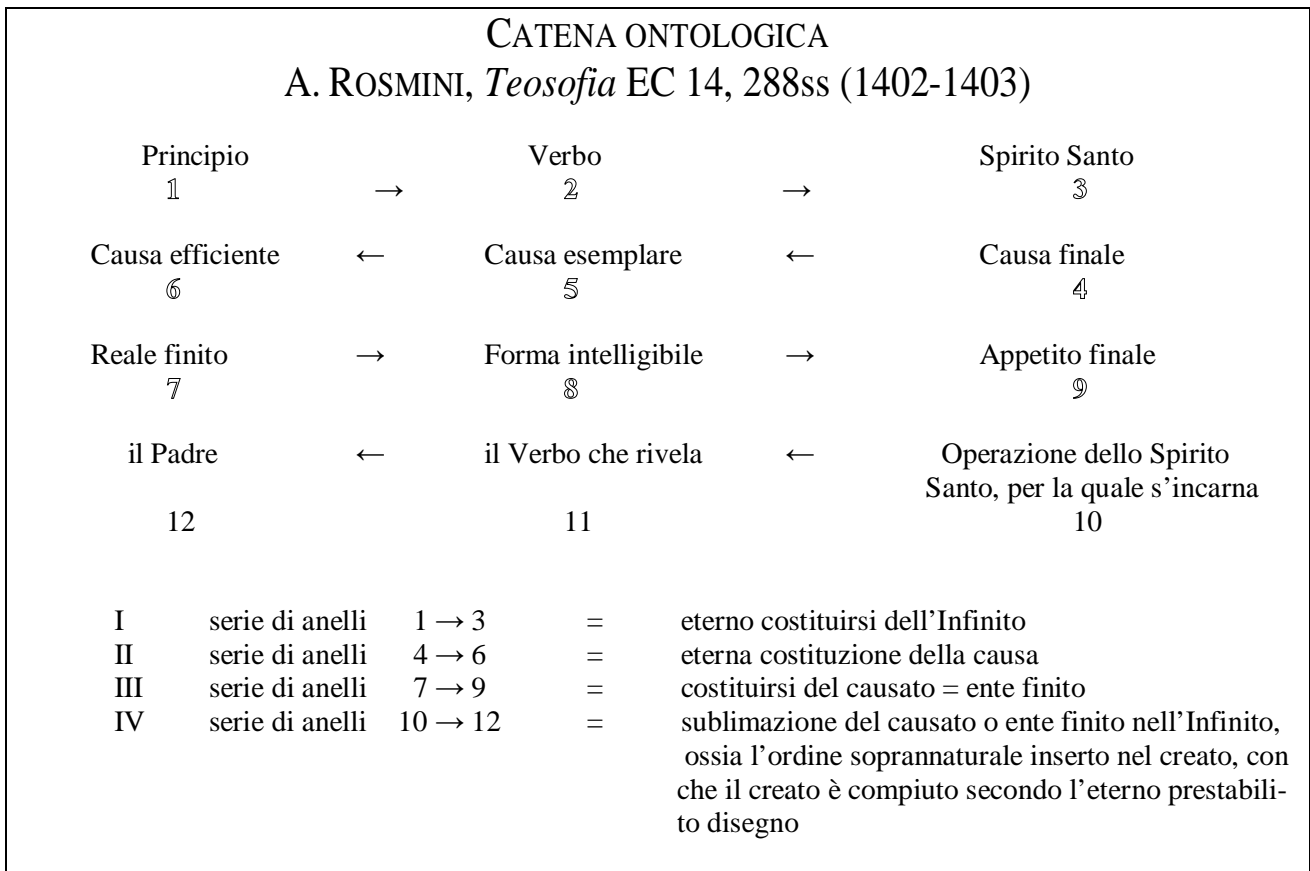 CATENA ONTOLOGICA
A. ROSMINI, Teosofia EC 14, 288ss (1402-1403)
Principio Verbo Spirito Santo
𝟙 → 𝟚 → 𝟛
Causa efficiente ← Causa esemplare ← Causa finale
𝟞 𝟝 𝟜
Reale finito → Forma intelligibile → Appetito finale
𝟟 𝟠 𝟡
il Padre ← il Verbo che rivela ← Operazione dello Spirito
Santo, per la quale s’incarna
12 11 10
I serie di anelli 1 → 3 = eterno costituirsi dell’Infinito
II serie di anelli 4 → 6 = eterna costituzione della causa
III serie di anelli 7 → 9 = costituirsi del causato = ente finito
IV serie di anelli 10 → 12 = sublimazione del causato o ente finito nell’Infinito,
ossia l’ordine soprannaturale inserto nel creato, con
che il creato è compiuto secondo l’eterno prestabili-
to disegno